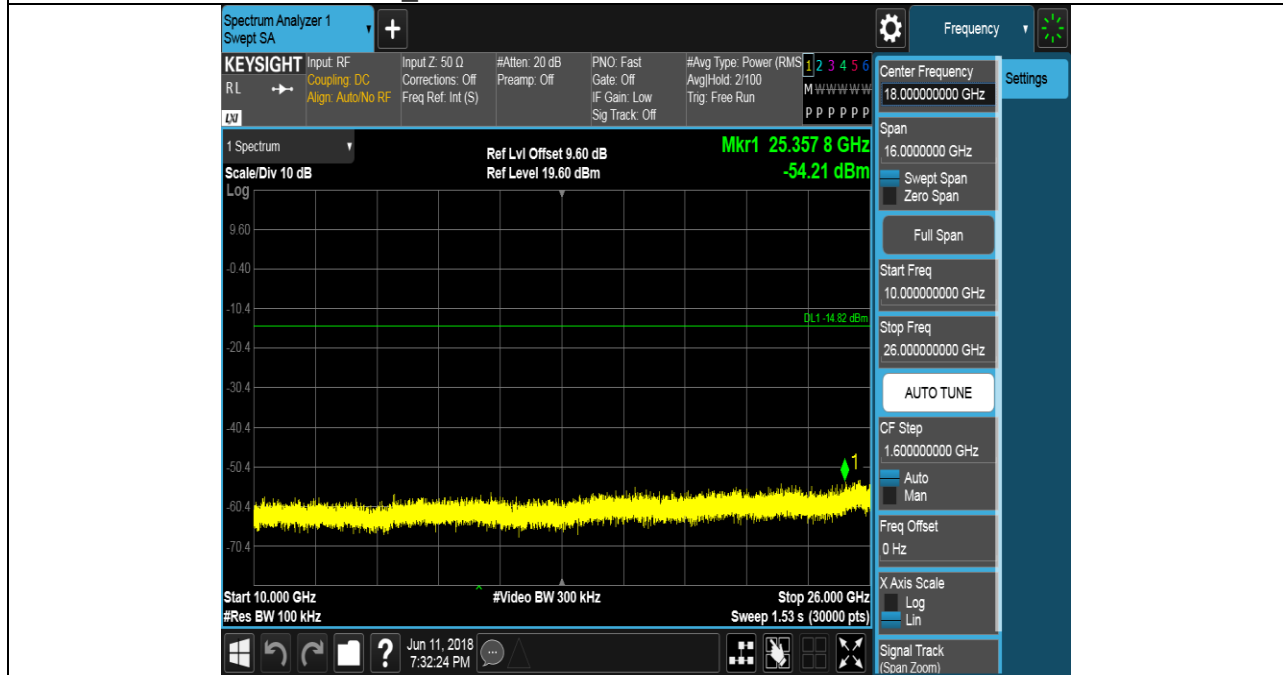 Spectrum Analyzer 1
Swept SA
+
Frequency
KEYSIGHT
RL
LXI
Input: RF
Coupling: DC
Align: Auto/No RF
Input Z: 50 Ω
Corrections: Off
Freq Ref: Int (S)
#Atten: 20 dB
Preamp: Off
PNO: Fast
Gate: Off
IF Gain: Low
Sig Track: Off
#Avg Type: Power (RMS
Avg|Hold: 2/100
Trig: Free Run
1 2 3 4 5 6
M W W W W W
P P P P P P
1 Spectrum
Scale/Div 10 dB
Ref Lvl Offset 9.60 dB
Ref Level 19.60 dBm
Mkr1 25.357 8 GHz
-54.21 dBm
Log
9.60
-0.40
-10.4
DL1 -14.82 dBm
-20.4
-30.4
-40.4
-50.4
1
-60.4
-70.4
Start 10.000 GHz
#Video BW 300 kHz
Stop 26.000 GHz
#Res BW 100 kHz
Sweep 1.53 s (30000 pts)
?
Jun 11, 2018
7:32:24 PM
Center Frequency
18.000000000 GHz
Settings
Span
16.0000000 GHz
Swept Span
Zero Span
Full Span
Start Freq
10.000000000 GHz
Stop Freq
26.000000000 GHz
AUTO TUNE
CF Step
1.600000000 GHz
Auto
Man
Freq Offset
0 Hz
X Axis Scale
Log
Lin
Signal Track
(Span Zoom)